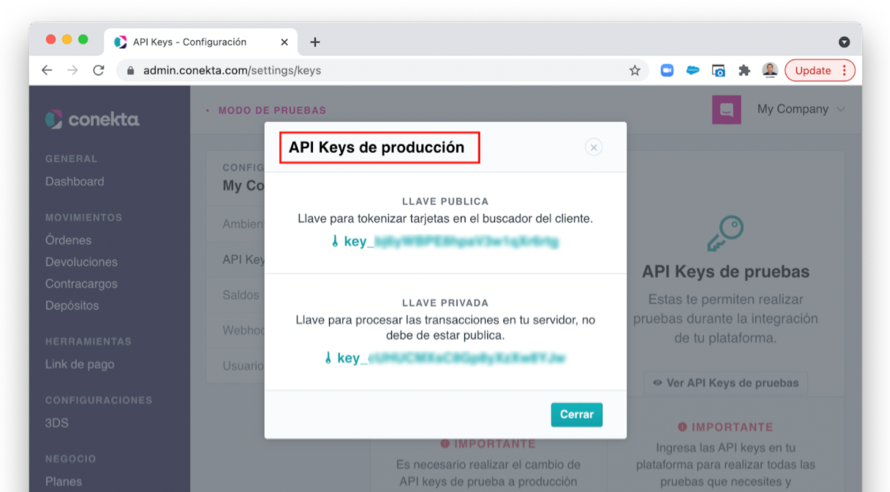 API Keys - Configuración
admin.conekta.com/settings/keys
Update
conekta
MODO DE PRUEBAS
My Company
GENERAL
Dashboard
MOVIMIENTOS
Órdenes
Devoluciones
Contracargos
Depósitos
HERRAMIENTAS
Link de pago
CONFIGURACIONES
3DS
NEGOCIO
Planes
CONFIG
My Co
Ambien
API Key
Saldos
Webhoo
Usuario
API Keys de producción
LLAVE PUBLICA
Llave para tokenizar tarjetas en el buscador del cliente.
key_
LLAVE PRIVADA
Llave para procesar las transacciones en tu servidor, no
debe de estar publica.
key_
Cerrar
IMPORTANTE
Es necesario realizar el cambio de
API keys de prueba a producción
API Keys de pruebas
Estas te permiten realizar
pruebas durante la integración
de tu plataforma.
Ver API Keys de pruebas
IMPORTANTE
Ingresa las API keys en tu
plataforma para realizar todas las
pruebas que necesites y